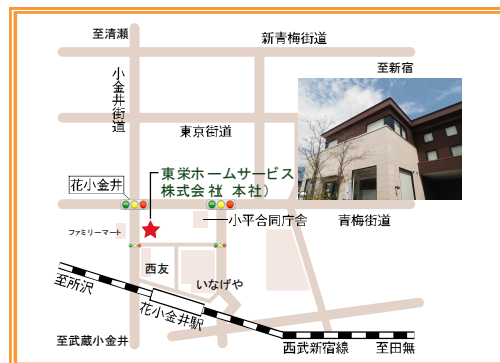 至清瀬
新青梅街道
至新宿
小金井街道
東京街道
花小金井
東栄ホームサービス
株式会社( 本社)
小平合同庁舎
青梅街道
ファミリーマート
西友
いなげや
至所沢
花小金井駅
至武蔵小金井
西武新宿線
至田無